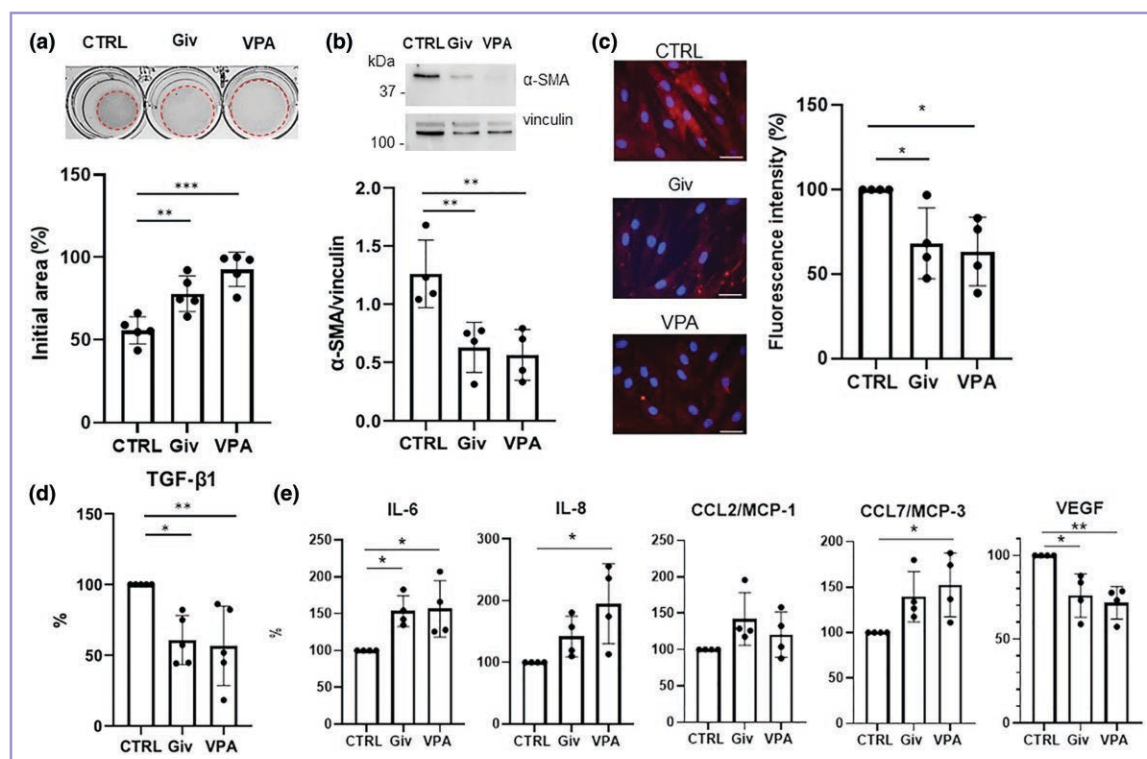 (a)
CTRL Giv VPA
Initial area (%)
150
100
50
0
***
**
CTRL Giv VPA
(b)
CTRL Giv VPA
kDa
37 -
α-SMA
100 -
vinculin
α-SMA/vinculin
2.0
1.5
1.0
0.5
0.0
**
**
CTRL Giv VPA
(c)
CTRL
Giv
VPA
Fluorescence intensity (%)
150
100
50
0
*
*
CTRL Giv VPA
(d)
TGF-β1
%
150
100
50
0
**
*
CTRL Giv VPA
(e)
IL-6
%
250
200
150
100
50
0
*
*
CTRL Giv VPA
IL-8
300
200
100
0
*
CTRL Giv VPA
CCL2/MCP-1
250
200
150
100
50
0
CTRL Giv VPA
CCL7/MCP-3
200
150
100
50
0
*
CTRL Giv VPA
VEGF
100
50
0
**
*
CTRL Giv VPA